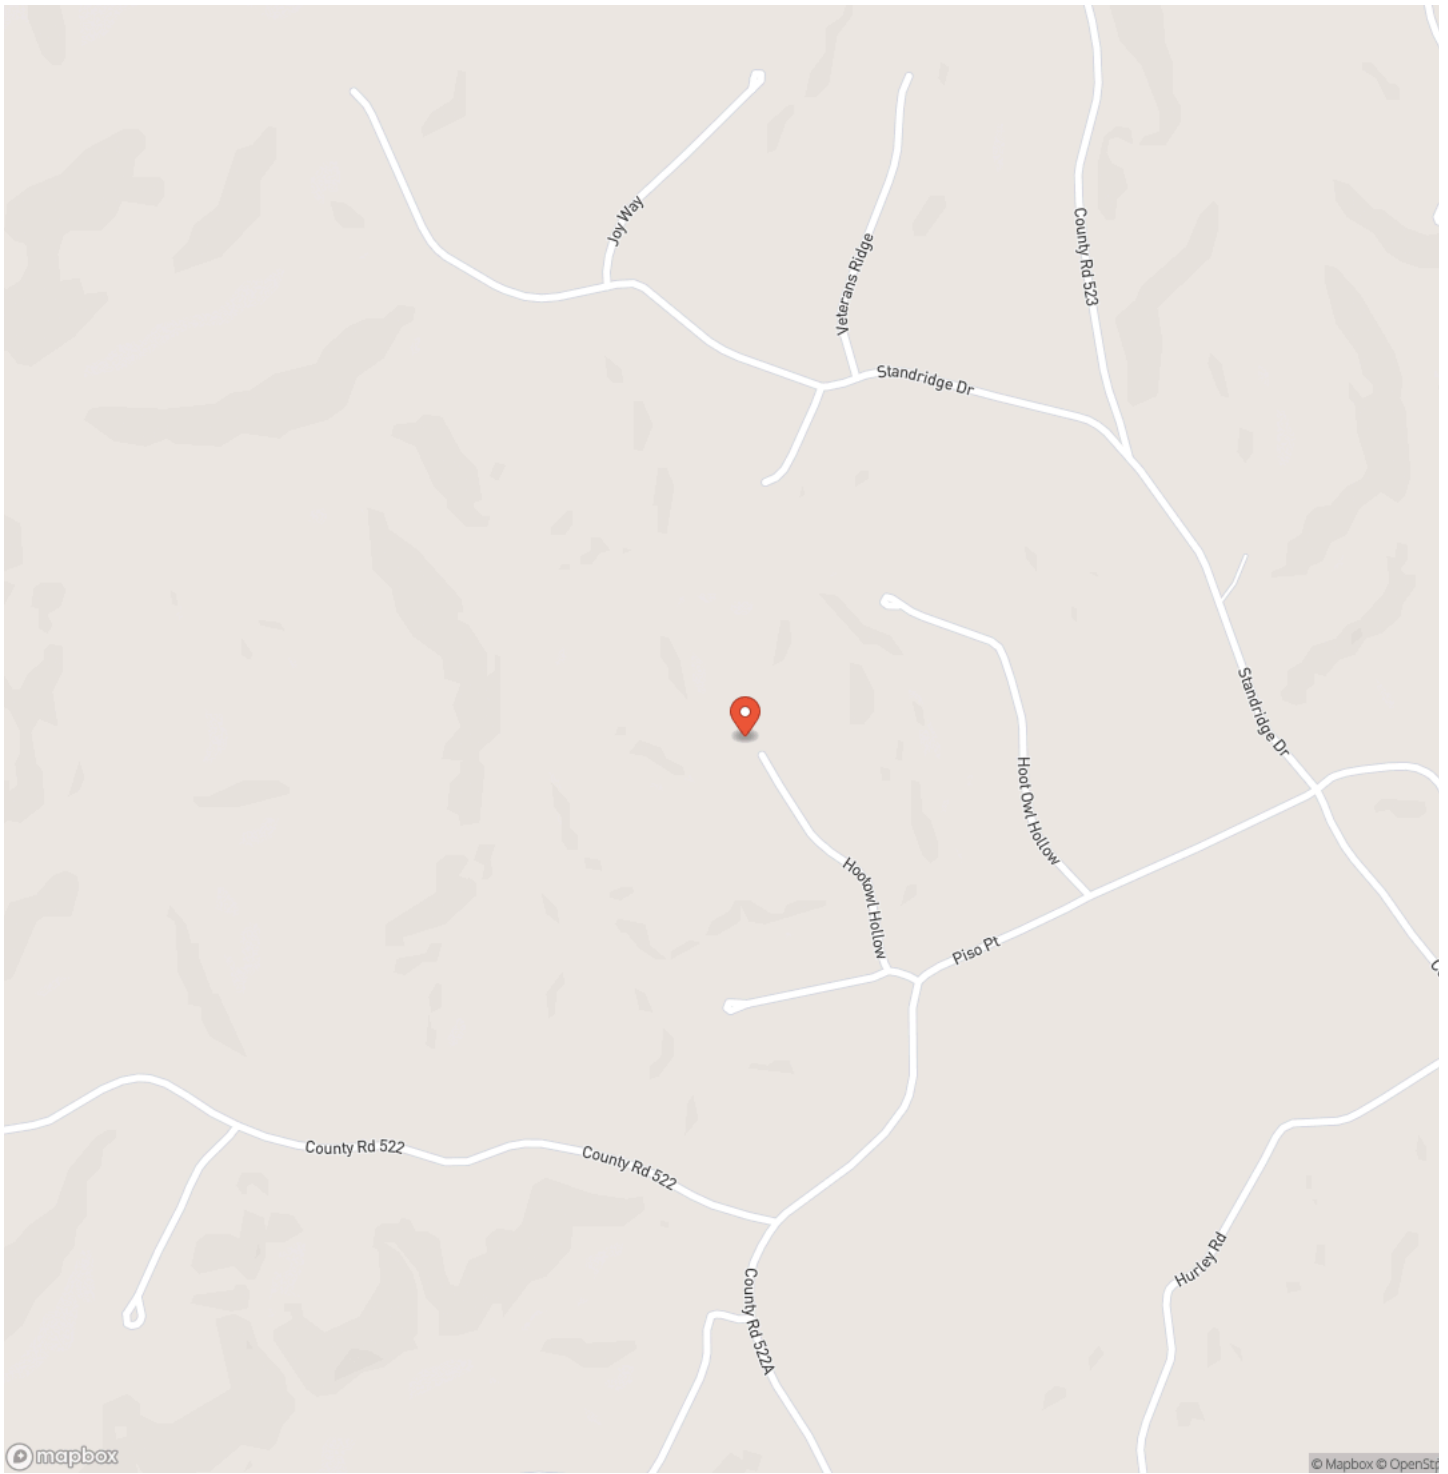 Joy Way
Veterans Ridge
County Rd 523
Standridge Dr
Standridge Dr
Hoot Owl Hollow
Hootowl Hollow
Piso Pt
County Rd 522
County Rd 522
Hurley Rd
County Rd 522A
mapbox
© Mapbox © OpenSt